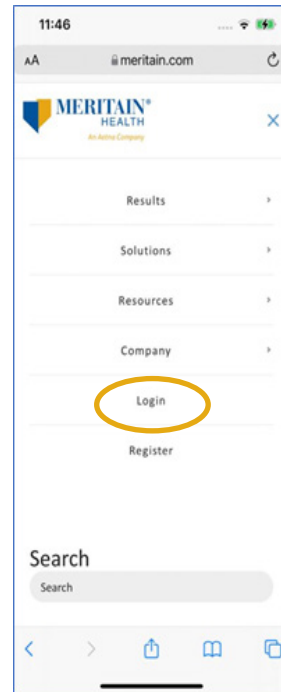 11:46
AA meritain.com
MERITAIN®
HEALTH
An Aetna Company
Results
Solutions
Resources
Company
Login
Register
Search
Search